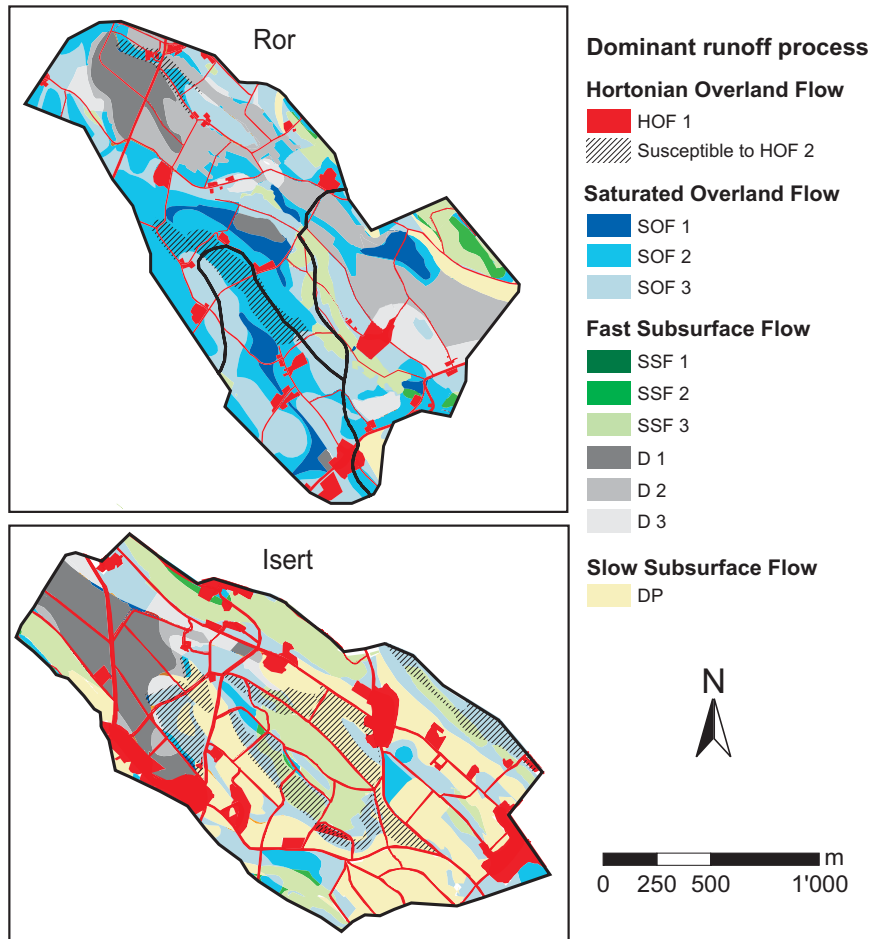 Ror
Isert
Dominant runoff process
Hortonian Overland Flow
HOF 1
Susceptible to HOF 2
Saturated Overland Flow
SOF 1
SOF 2
SOF 3
Fast Subsurface Flow
SSF 1
SSF 2
SSF 3
D 1
D 2
D 3
Slow Subsurface Flow
DP
N
m
0 250 500 1'000